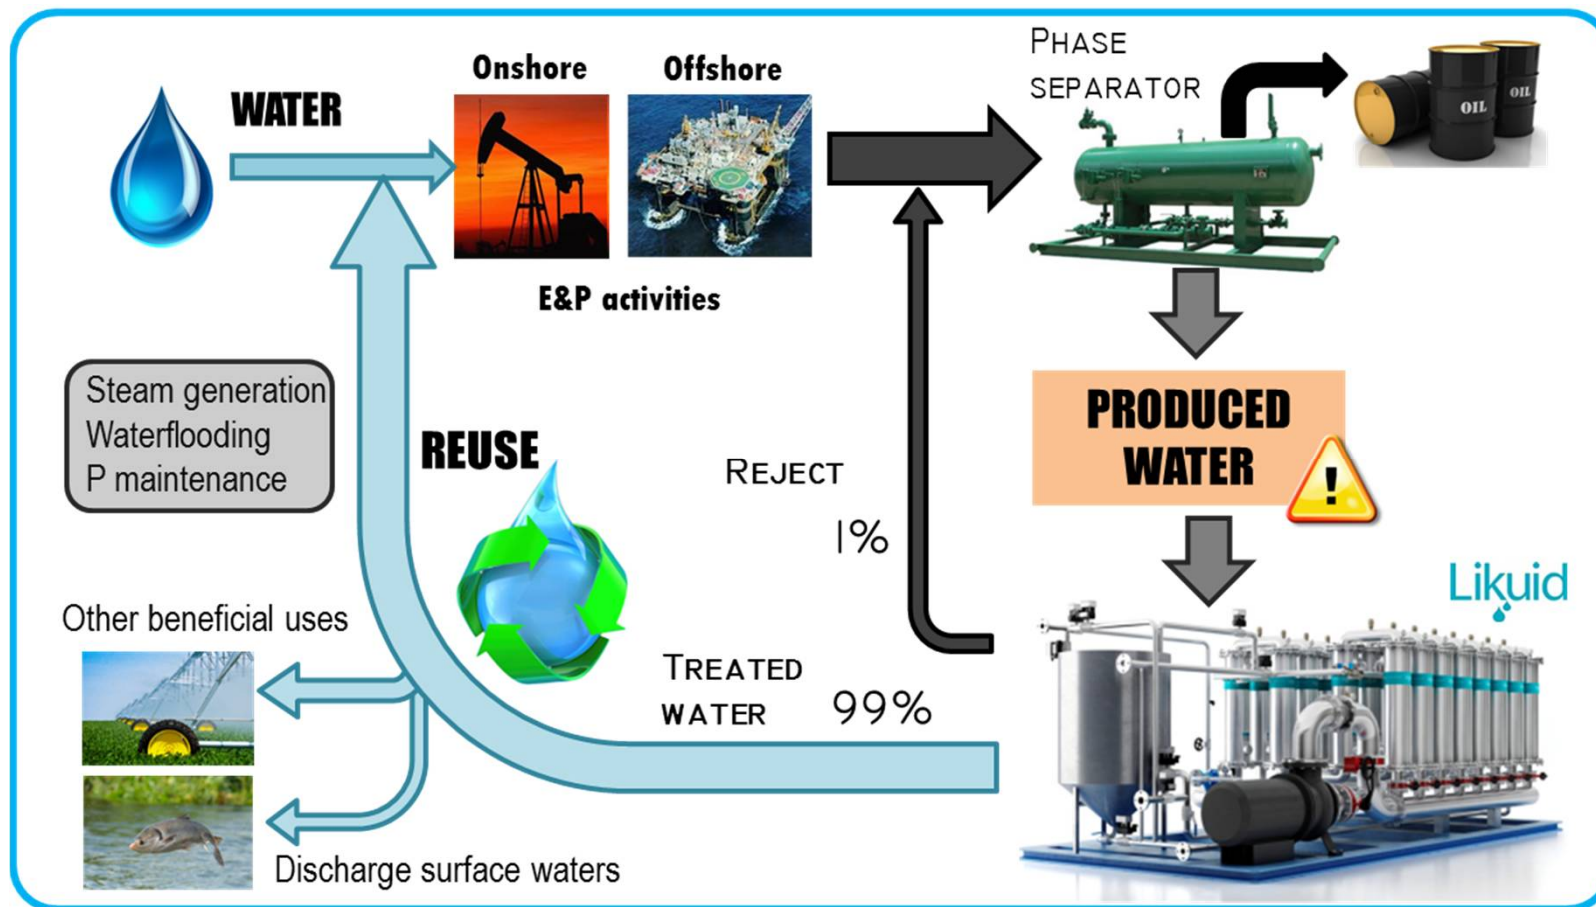 WATER
Onshore
Offshore
E&P activities
PHASE
SEPARATOR
OIL
OIL
Steam generation
Waterflooding
P maintenance
REUSE
REJECT
1%
PRODUCED
WATER
!
Likuid
Other beneficial uses
TREATED
WATER 99%
Discharge surface waters